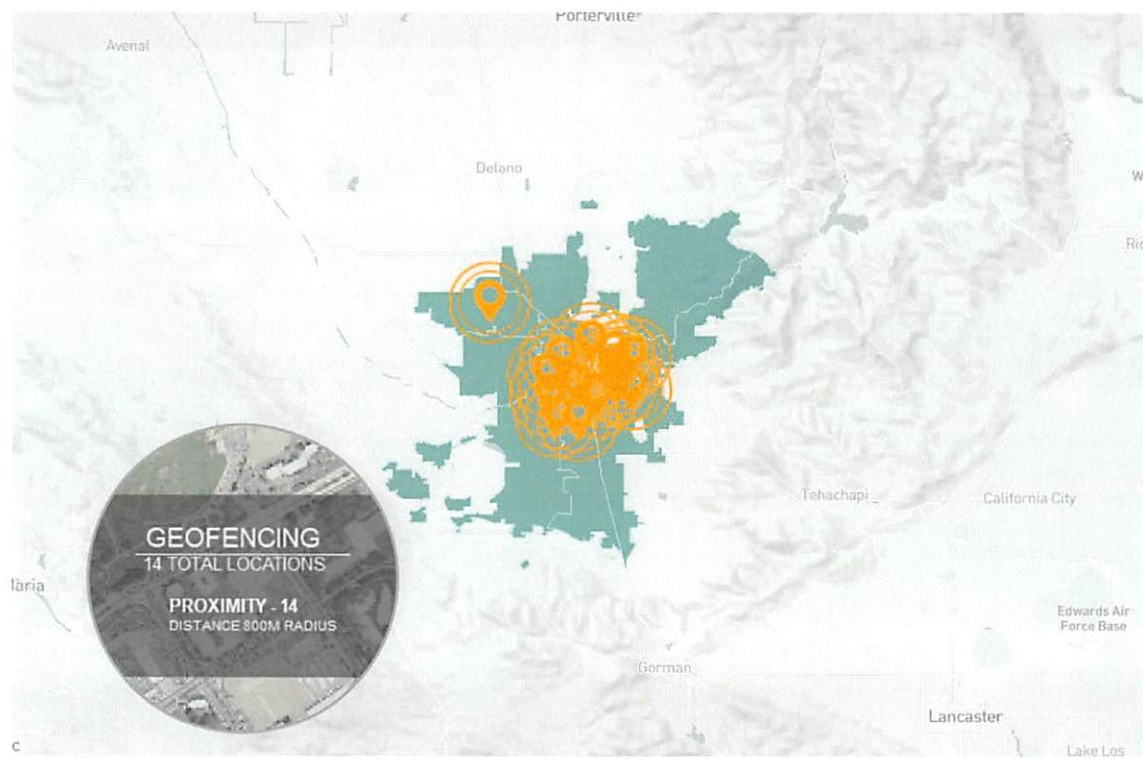 Porterville
Avenal
Delano
Tehachapi
California City
GEOFENCING
14 TOTAL LOCATIONS
PROXIMITY - 14
DISTANCE 800M RADIUS
Edwards Air
Force Base
Gorman
Lancaster
Lake Los